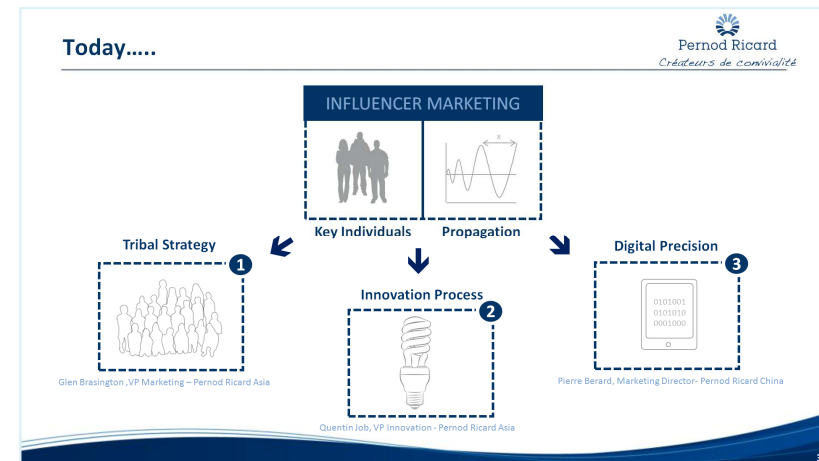 Today…..
Pernod Ricard
Créateurs de convivialité
INFLUENCER MARKETING
x
Key Individuals
Propagation
Tribal Strategy
1
Glen Brasington ,VP Marketing – Pernod Ricard Asia
Innovation Process
2
Quentin Job, VP Innovation - Pernod Ricard Asia
Digital Precision
3
0101001
0101010
0001000
Pierre Berard, Marketing Director- Pernod Ricard China